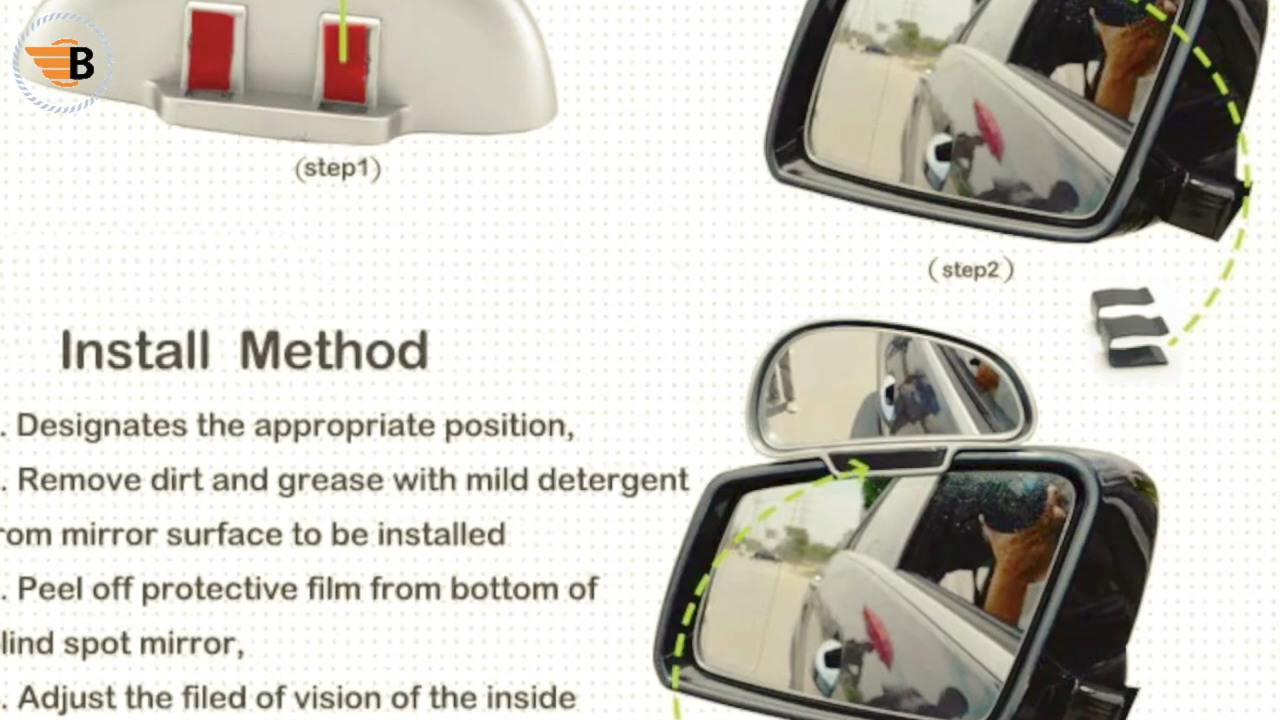 B
(step1)
(step2)
Install Method
. Designates the appropriate position,
. Remove dirt and grease with mild detergent
rom mirror surface to be installed
. Peel off protective film from bottom of
lind spot mirror,
. Adjust the filed of vision of the inside